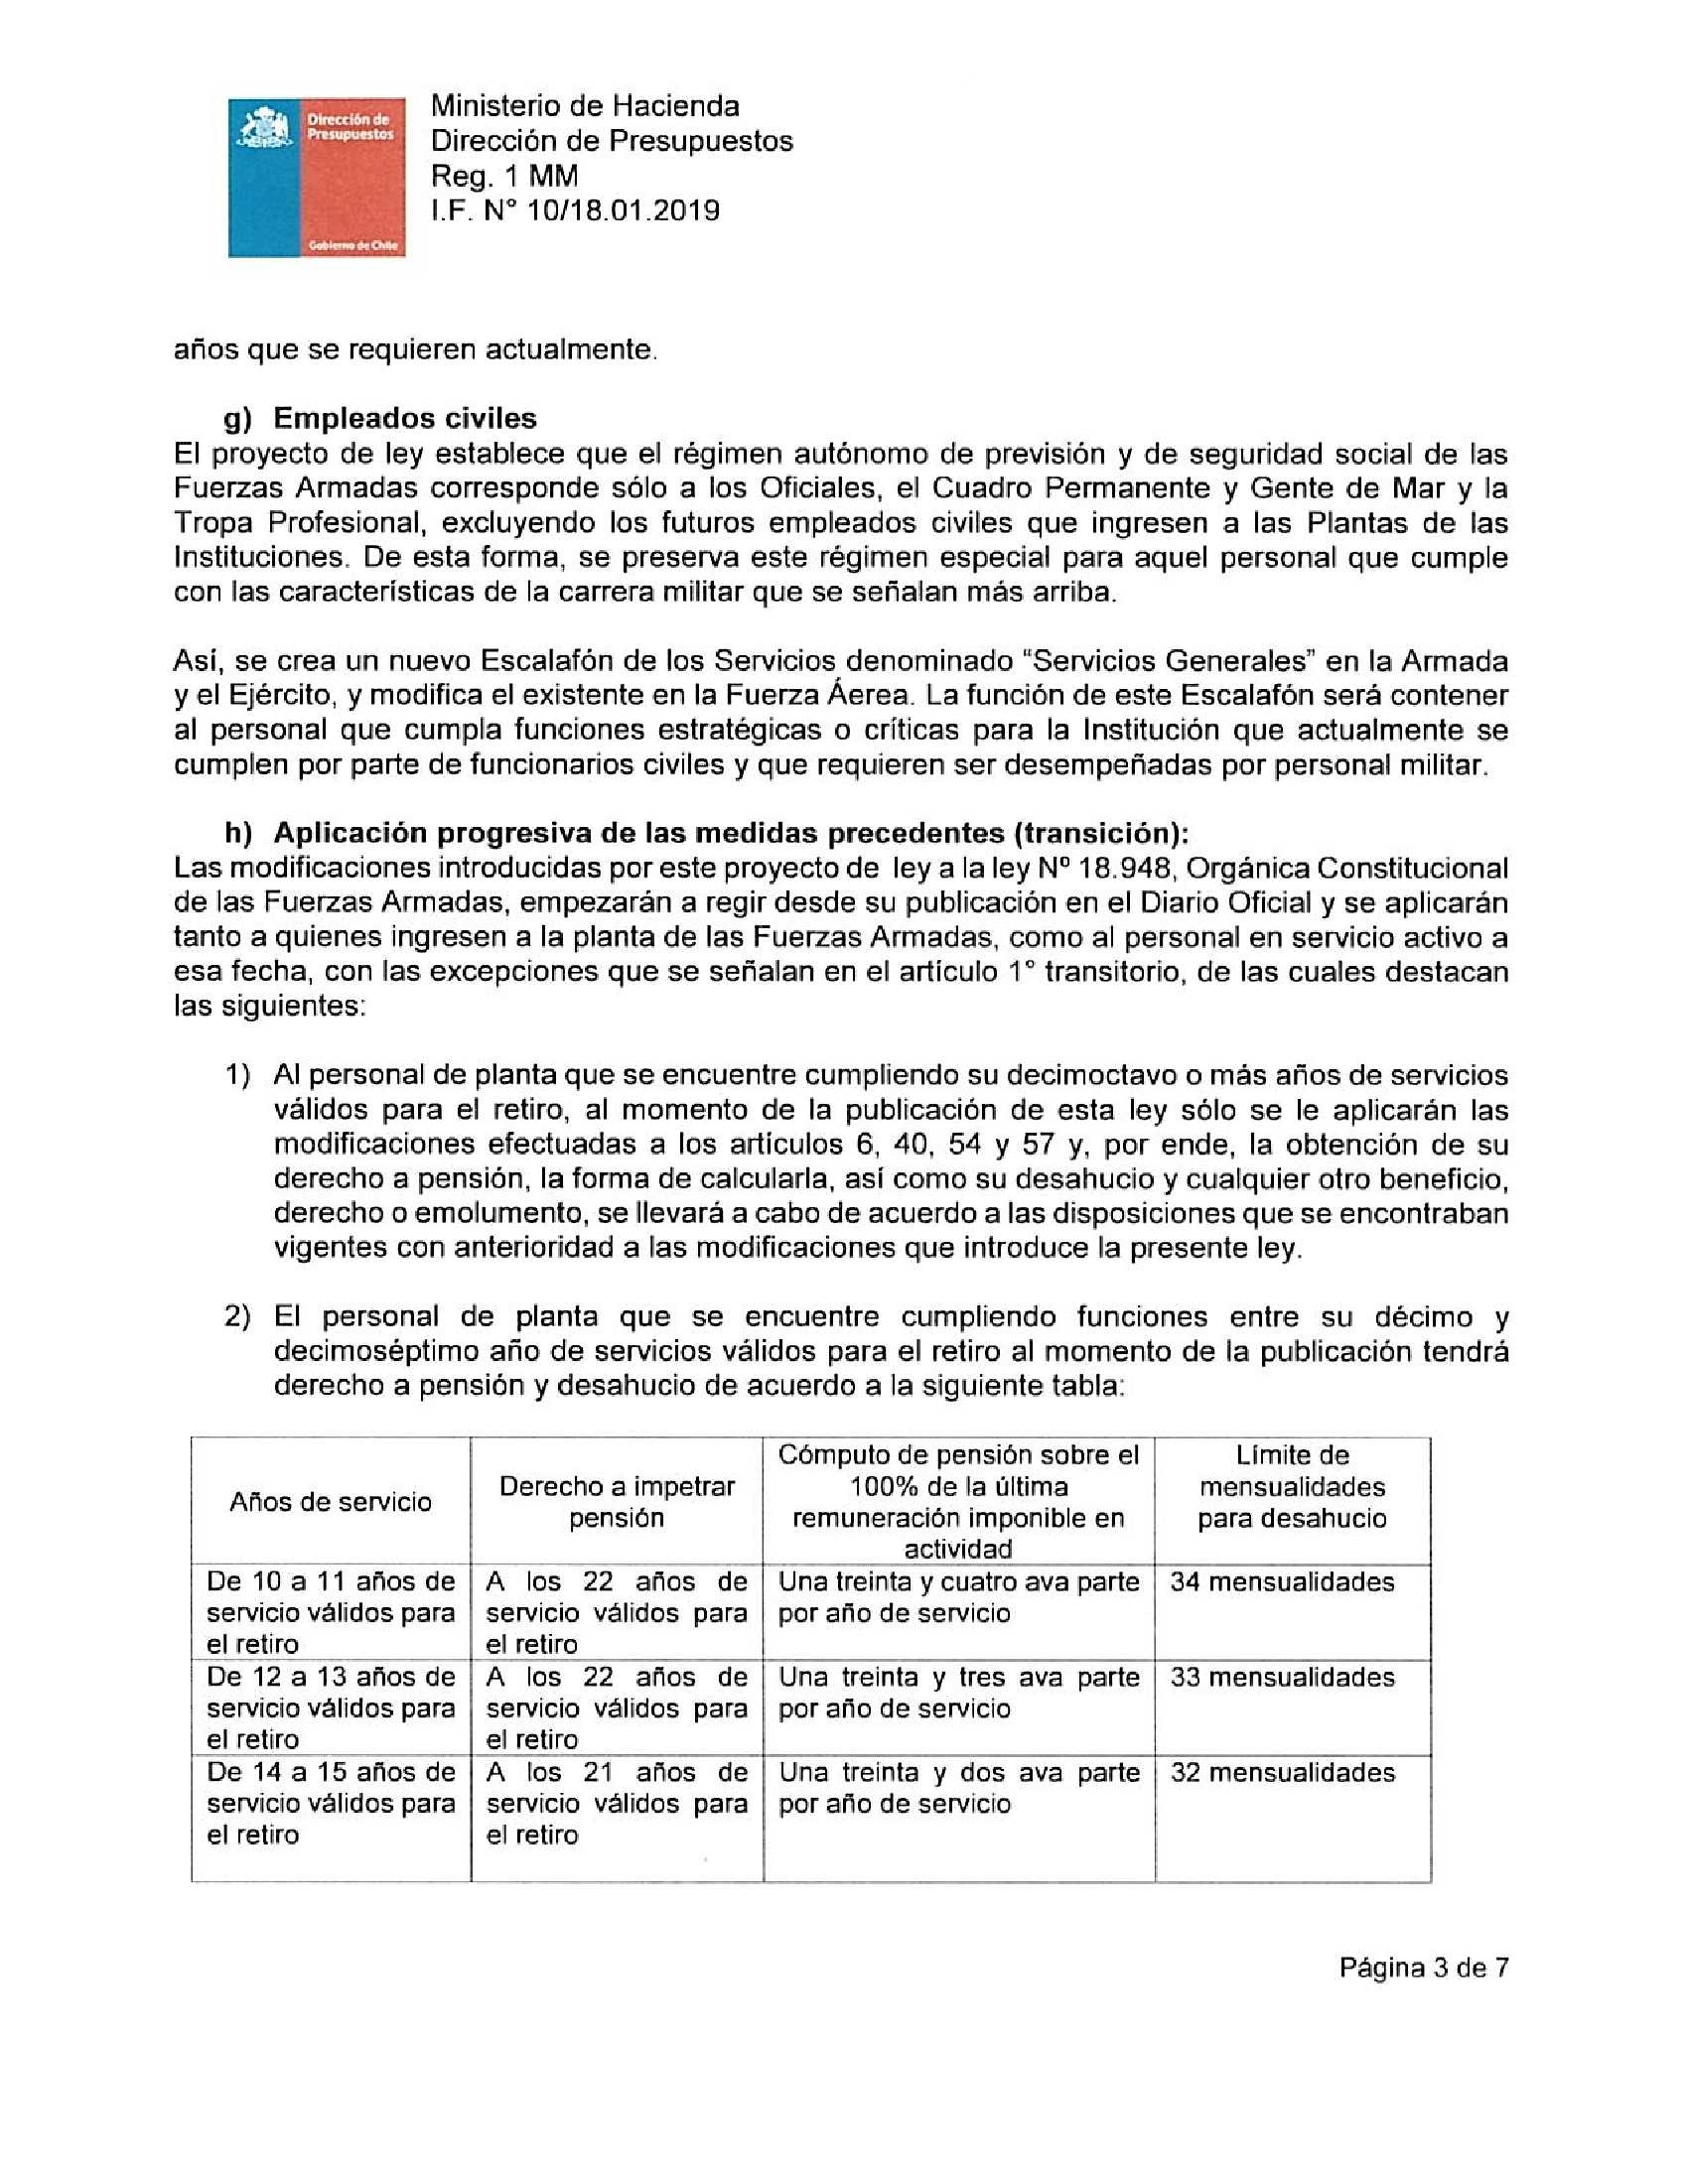 Dirección de
Presupuestos
Gobierno de Chile
Ministerio de Hacienda
Dirección de Presupuestos
Reg. 1 MM
I.F. N° 10/18.01.2019
años que se requieren actualmente.
g) Empleados civiles
El proyecto de ley establece que el régimen autónomo de previsión y de seguridad social de las
Fuerzas Armadas corresponde sólo a los Oficiales, el Cuadro Permanente y Gente de Mar y la
Tropa Profesional, excluyendo los futuros empleados civiles que ingresen a las Plantas de las
Instituciones. De esta forma, se preserva este régimen especial para aquel personal que cumple
con las características de la carrera militar que se señalan más arriba.
Así, se crea un nuevo Escalafón de los Servicios denominado “Servicios Generales” en la Armada
y el Ejército, y modifica el existente en la Fuerza Áerea. La función de este Escalafón será contener
al personal que cumpla funciones estratégicas o críticas para la Institución que actualmente se
cumplen por parte de funcionarios civiles y que requieren ser desempeñadas por personal militar.
h) Aplicación progresiva de las medidas precedentes (transición):
Las modificaciones introducidas por este proyecto de ley a la ley Nº 18.948, Orgánica Constitucional
de las Fuerzas Armadas, empezarán a regir desde su publicación en el Diario Oficial y se aplicarán
tanto a quienes ingresen a la planta de las Fuerzas Armadas, como al personal en servicio activo a
esa fecha, con las excepciones que se señalan en el artículo 1° transitorio, de las cuales destacan
las siguientes:
1) Al personal de planta que se encuentre cumpliendo su decimoctavo o más años de servicios
válidos para el retiro, al momento de la publicación de esta ley sólo se le aplicarán las
modificaciones efectuadas a los artículos 6, 40, 54 y 57 y, por ende, la obtención de su
derecho a pensión, la forma de calcularla, así como su desahucio y cualquier otro beneficio,
derecho o emolumento, se llevará a cabo de acuerdo a las disposiciones que se encontraban
vigentes con anterioridad a las modificaciones que introduce la presente ley.
2) El personal de planta que se encuentre cumpliendo funciones entre su décimo y
decimoséptimo año de servicios válidos para el retiro al momento de la publicación tendrá
derecho a pensión y desahucio de acuerdo a la siguiente tabla:
Años de servicio
Derecho a impetrar
pensión
Cómputo de pensión sobre el
100% de la última
remuneración imponible en
actividad
Límite de
mensualidades
para desahucio
De 10 a 11 años de
servicio válidos para
el retiro
A los 22 años de
servicio válidos para
el retiro
Una treinta y cuatro ava parte
por año de servicio
34 mensualidades
De 12 a 13 años de
servicio válidos para
el retiro
A los 22 años de
servicio válidos para
el retiro
Una treinta y tres ava parte
por año de servicio
33 mensualidades
De 14 a 15 años de
servicio válidos para
el retiro
A los 21 años de
servicio válidos para
el retiro
Una treinta y dos ava parte
por año de servicio
32 mensualidades
Página 3 de 7